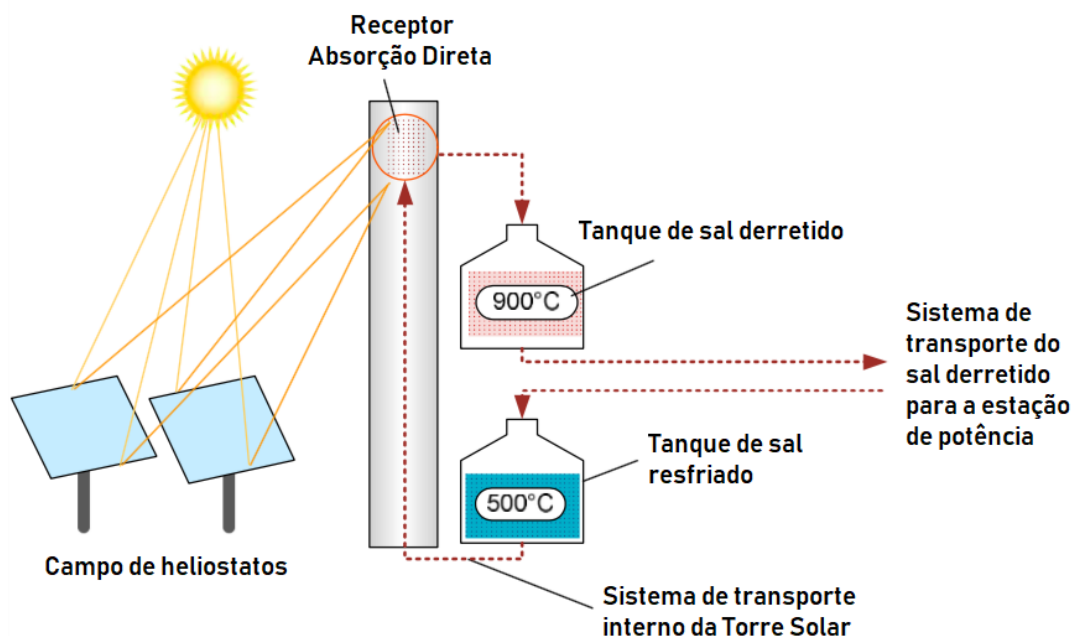 Receptor
Absorção Direta
Tanque de sal derretido
900°C
Sistema de
transporte do
sal derretido
para a estação
de potência
Tanque de sal
resfriado
500°C
Campo de heliostatos
Sistema de transporte
interno da Torre Solar